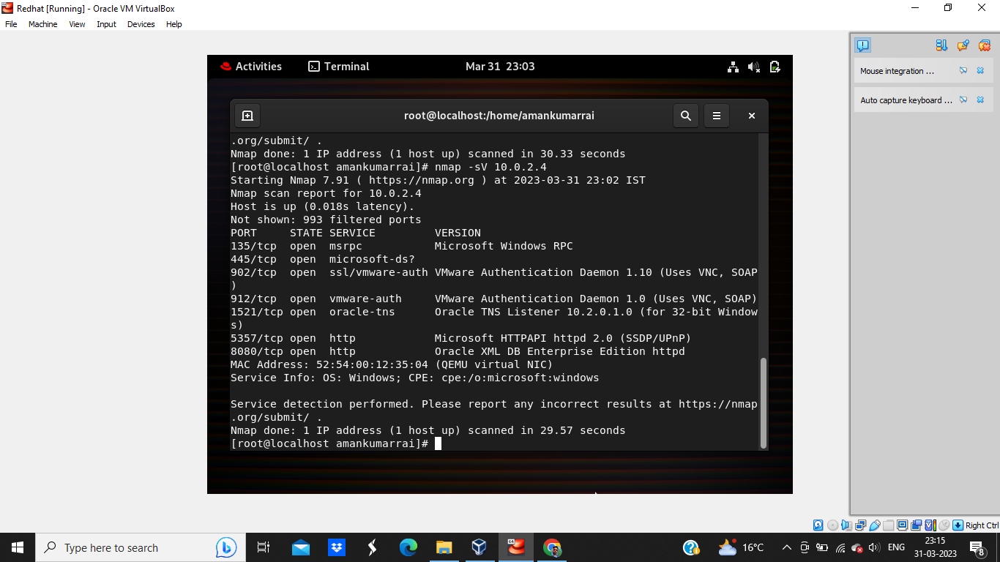 Redhat [Running] - Oracle VM VirtualBox
File Machine View Input Devices Help
Activities Terminal Mar 31 23:03
root@localhost:/home/amankumarrai
.org/submit/ .
Nmap done: 1 IP address (1 host up) scanned in 30.33 seconds
[root@localhost amankumarrai]# nmap -sV 10.0.2.4
Starting Nmap 7.91 ( https://nmap.org ) at 2023-03-31 23:02 IST
Nmap scan report for 10.0.2.4
Host is up (0.018s latency).
Not shown: 993 filtered ports
PORT     STATE SERVICE         VERSION
135/tcp  open  msrpc           Microsoft Windows RPC
445/tcp  open  microsoft-ds?
902/tcp  open  ssl/vmware-auth VMware Authentication Daemon 1.10 (Uses VNC, SOAP
)
912/tcp  open  vmware-auth     VMware Authentication Daemon 1.0 (Uses VNC, SOAP)
1521/tcp open  oracle-tns      Oracle TNS Listener 10.2.0.1.0 (for 32-bit Window
s)
5357/tcp open  http            Microsoft HTTPAPI httpd 2.0 (SSDP/UPnP)
8080/tcp open  http            Oracle XML DB Enterprise Edition httpd
MAC Address: 52:54:00:12:35:04 (QEMU virtual NIC)
Service Info: OS: Windows; CPE: cpe:/o:microsoft:windows
Service detection performed. Please report any incorrect results at https://nmap
.org/submit/ .
Nmap done: 1 IP address (1 host up) scanned in 29.57 seconds
[root@localhost amankumarrai]#
Mouse integration ...
Auto capture keyboard ...
Right Ctrl
Type here to search
16°C
ENG
23:15
31-03-2023
8